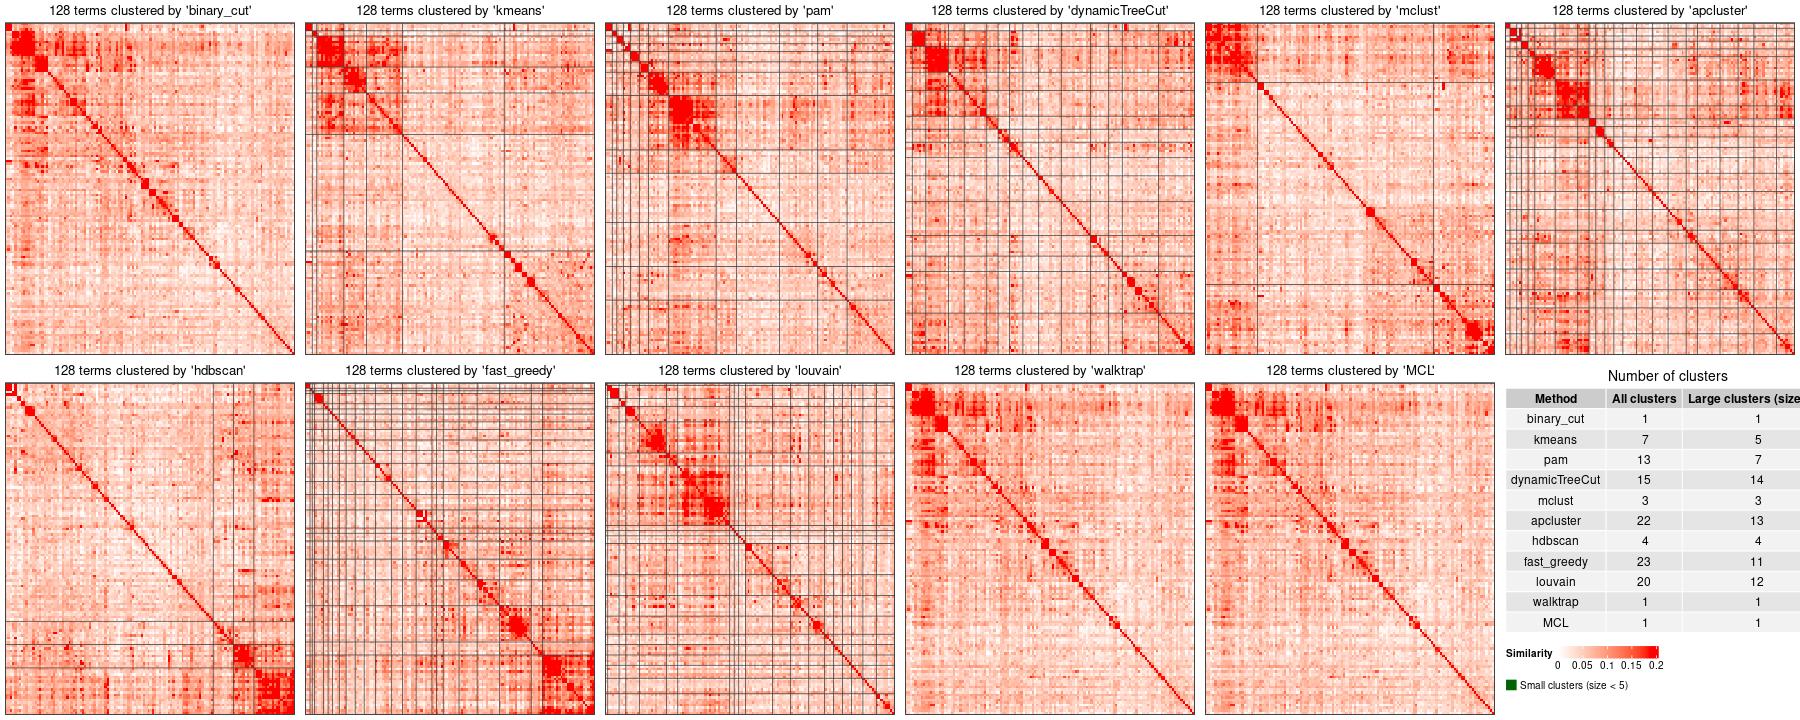 128 terms clustered by 'binary_cut'
128 terms clustered by 'kmeans'
128 terms clustered by 'pam'
128 terms clustered by 'dynamicTreeCut'
128 terms clustered by 'mclust'
128 terms clustered by 'apcluster'
128 terms clustered by 'hdbscan'
128 terms clustered by 'fast_greedy'
128 terms clustered by 'louvain'
128 terms clustered by 'walktrap'
128 terms clustered by 'MCL'
Number of clusters
Method All clusters Large clusters (size
binary_cut 1 1
kmeans 7 5
pam 13 7
dynamicTreeCut 15 14
mclust 3 3
apcluster 22 13
hdbscan 4 4
fast_greedy 23 11
louvain 20 12
walktrap 1 1
MCL 1 1
Similarity
0 0.05 0.1 0.15 0.2
Small clusters (size < 5)